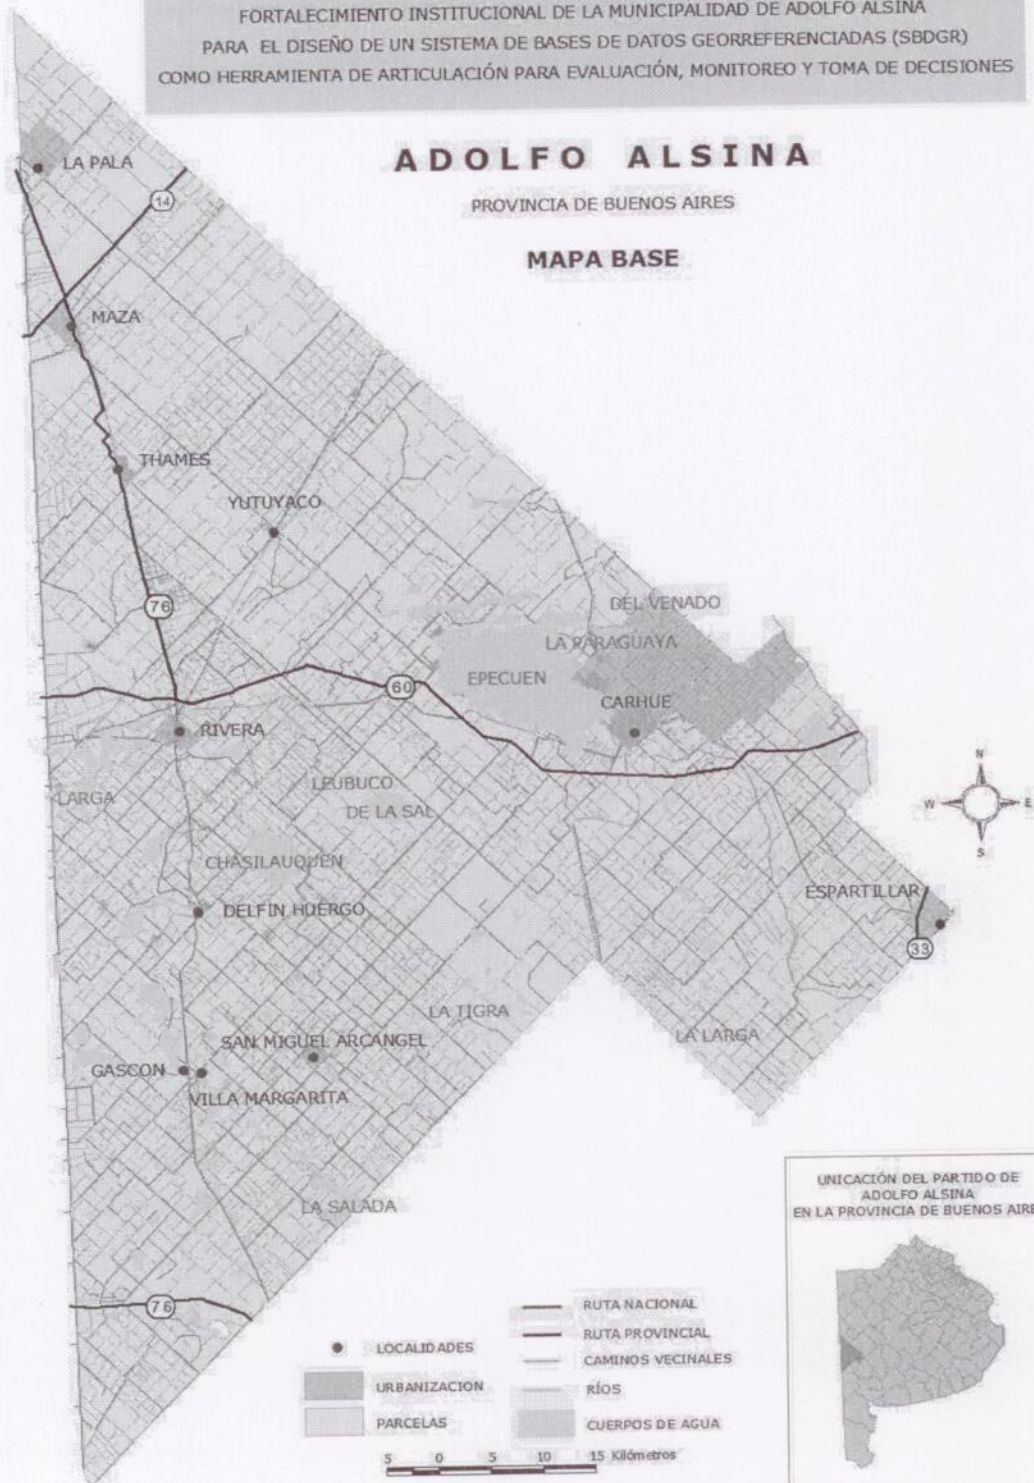 FORTALECIMIENTO INSTITUCIONAL DE LA MUNICIPALIDAD DE ADOLFO ALSINA
PARA EL DISEÑO DE UN SISTEMA DE BASES DE DATOS GEORREFERENCIADAS (SBDGR)
COMO HERRAMIENTA DE ARTICULACIÓN PARA EVALUACIÓN, MONITOREO Y TOMA DE DECISIONES
ADOLFO ALSINA
PROVINCIA DE BUENOS AIRES
MAPA BASE
LA PALA
14
MAZA
THAMES
YUTUYACO
76
DEL VENADO
LA PARAGUAYA
EPECUEN
60
CARHUE
RIVERA
LEUBUCO
LARGA
DE LA SAL
N
W E
S
CHASILAUQUEN
ESPARTILLAR
DELFIN HUERGO
33
LA TIGRA
LA LARGA
SAN MIGUEL ARCANGEL
GASCON
VILLA MARGARITA
LA SALADA
76
UNICACIÓN DEL PARTIDO DE
ADOLFO ALSINA
EN LA PROVINCIA DE BUENOS AIRE
LOCALIDADES
URBANIZACION
PARCELAS
RUTA NACIONAL
RUTA PROVINCIAL
CAMINOS VECINALES
RÍOS
CUERPOS DE AGUA
5 0 5 10 15 Kilómetros